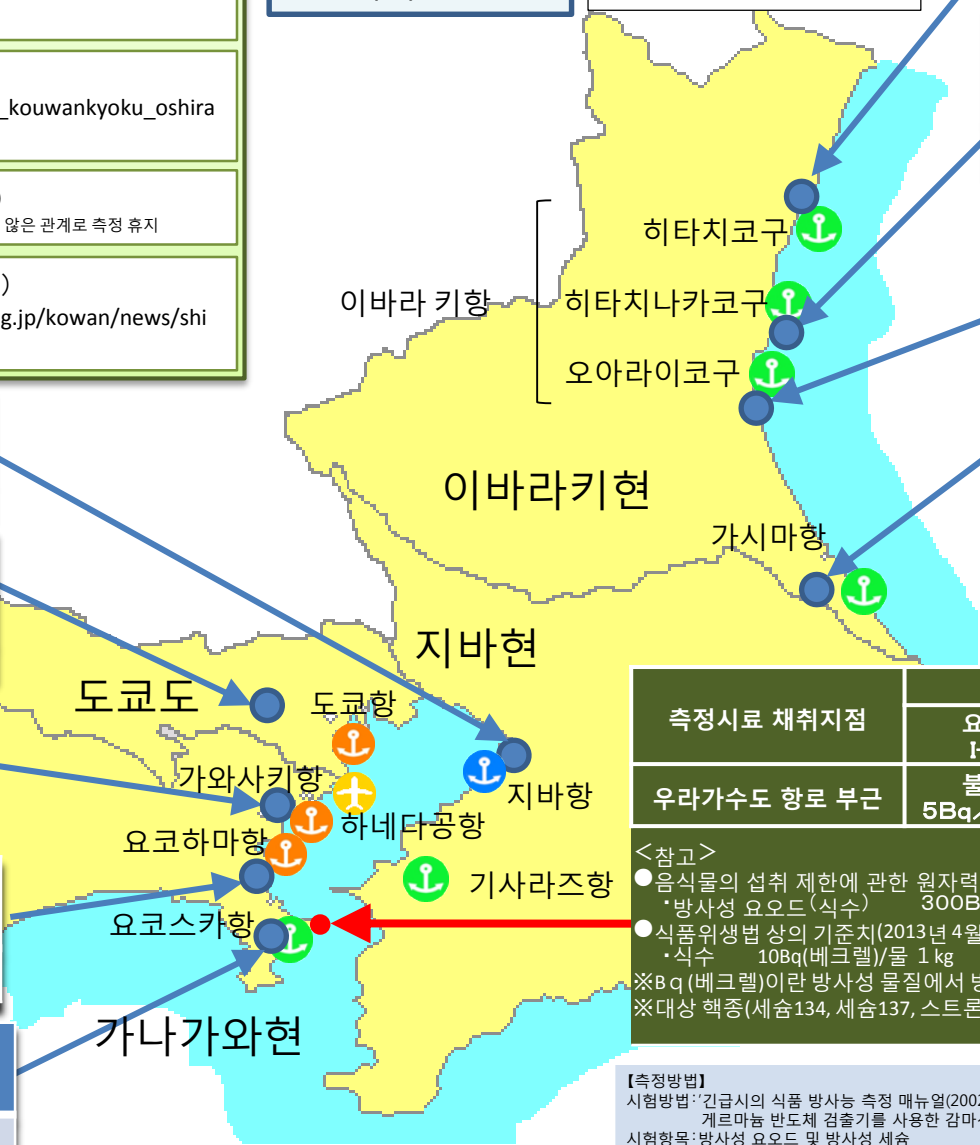 _kouwankyoku_oshira
)
않은 관계로 측정 휴지
)
g.jp/kowan/news/shi
히타치코구
이바라 키항
히타치나카코구
오아라이코구
이바라키현
가시마항
지바현
도쿄도
도쿄항
가와사키항
하네다공항
지바항
요코하마항
기사라즈항
요코스카항
가나가와현
측정시료 채취지점
요
I-
우라가수도 항로 부근
불
5Bq/
<참고>
●음식물의 섭취 제한에 관한 원자력
・방사성 요오드(식수) 300B
●식품위생법 상의 기준치(2013년 4월
・식수 10Bq(베크렐)/물 1 kg
※Bq(베크렐)이란 방사성 물질에서 방
※대상 핵종(세슘134, 세슘137, 스트론
【측정방법】
시험방법:「긴급시의 식품 방사능 측정 매뉴얼(2002
게르마늄 반도체 검출기를 사용한 감마
시험항목:방사성 요오드 및 방사성 세슘